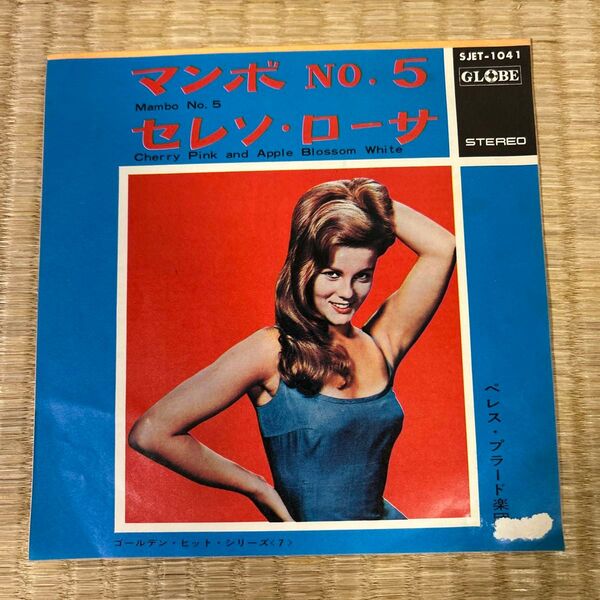 マンボ NO. 5
Mambo No. 5
セレソ・ローサ
Cherry Pink and Apple Blossom White
SJET-1041
GLOBE
STEREO
ペレス・プラード楽団
ゴールデン・ヒット・シリーズ〈7〉